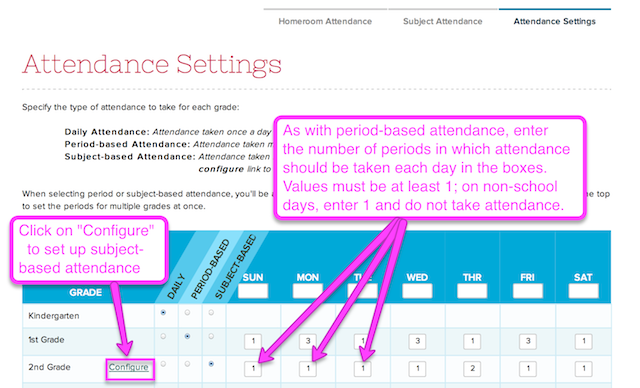 Homeroom Attendance Subject Attendance Attendance Settings
Attendance Settings
Specify the type of attendance to take for each grade:
Daily Attendance: Attendance taken once a day
Period-based Attendance: Attendance taken
Subject-based Attendance: Attendance taken
configure link to
As with period-based attendance, enter
the number of periods in which attendance
should be taken each day in the boxes.
Values must be at least 1; on non-school
days, enter 1 and do not take attendance.
When selecting period or subject-based attendance, you'll be the top
to set the periods for multiple grades at once.
Click on "Configure"
to set up subject-
based attendance
GRADE DAILY PERIOD-BASED SUBJECT-BASED SUN MON TUE WED THR FRI SAT
Kindergarten
1st Grade 1 3 1 3 1 3 1
2nd Grade Configure 1 1 1 1 2 1 1